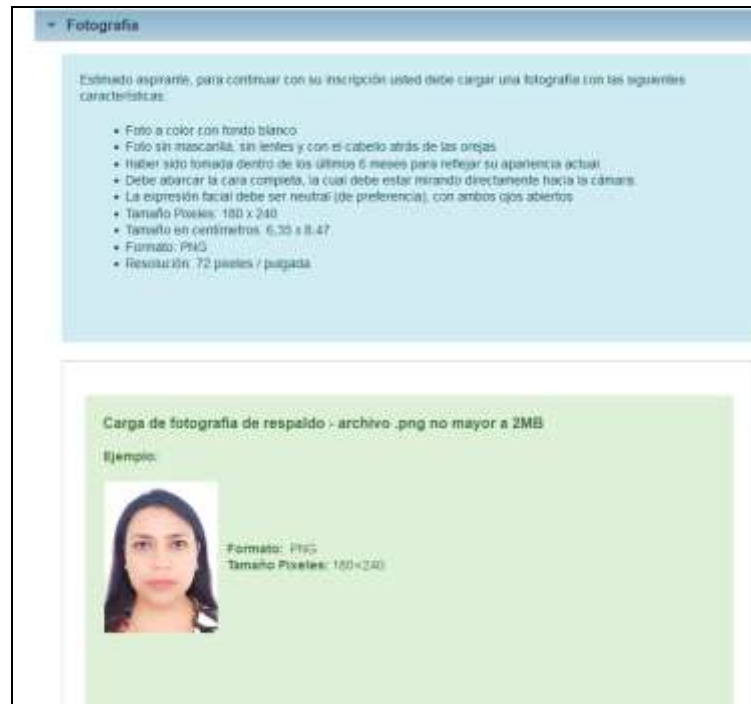 Fotografía
Estimado aspirante, para continuar con su inscripción usted debe cargar una fotografía con las siguientes
características:
• Foto a color con fondo blanco
• Foto sin mascarilla, sin lentes y con el cabello atrás de las orejas
• Haber sido tomada dentro de los últimos 6 meses para reflejar su apariencia actual
• Debe abarcar la cara completa, la cual debe estar mirando directamente hacia la cámara
• La expresión facial debe ser neutral (de preferencia), con ambos ojos abiertos
• Tamaño Pixeles: 180 x 240
• Tamaño en centímetros: 6,35 x 8,47
• Formato: PNG
• Resolución: 72 pixeles / pulgada
Carga de fotografía de respaldo - archivo .png no mayor a 2MB
Ejemplo:
Formato: PNG
Tamaño Pixeles: 180×240